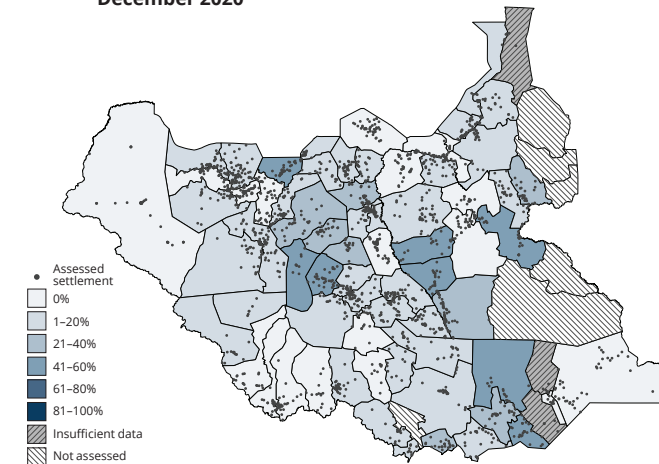 December 2020
Assessed
settlement
0%
1–20%
21–40%
41–60%
61–80%
81–100%
Insufficient data
Not assessed